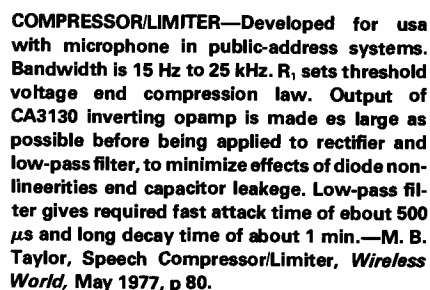 COMPRESSOR/LIMITER—Developed for usa
with microphone in public-address systems.
Bandwidth is 15 Hz to 25 kHz. R₁ sets threshold
voltage end compression law. Output of
CA3130 inverting opamp is made es large as
possible before being applied to rectifier and
low-pass filter, to minimize effects of diode non-
lineerities end capacitor leakege. Low-pass fil-
ter gives required fast attack time of ebout 500
μs and long decay time of about 1 min.—M. B.
Taylor, Speech Compressor/Limiter, Wireless
World, May 1977, p 80.